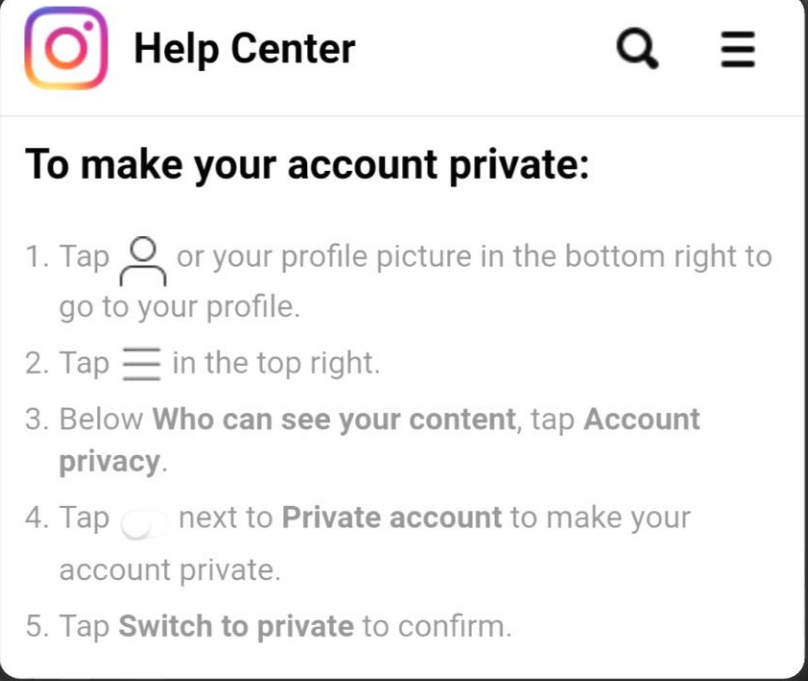 Help Center
To make your account private:
1. Tap or your profile picture in the bottom right to
go to your profile.
2. Tap in the top right.
3. Below Who can see your content, tap Account
privacy.
4. Tap next to Private account to make your
account private.
5. Tap Switch to private to confirm.